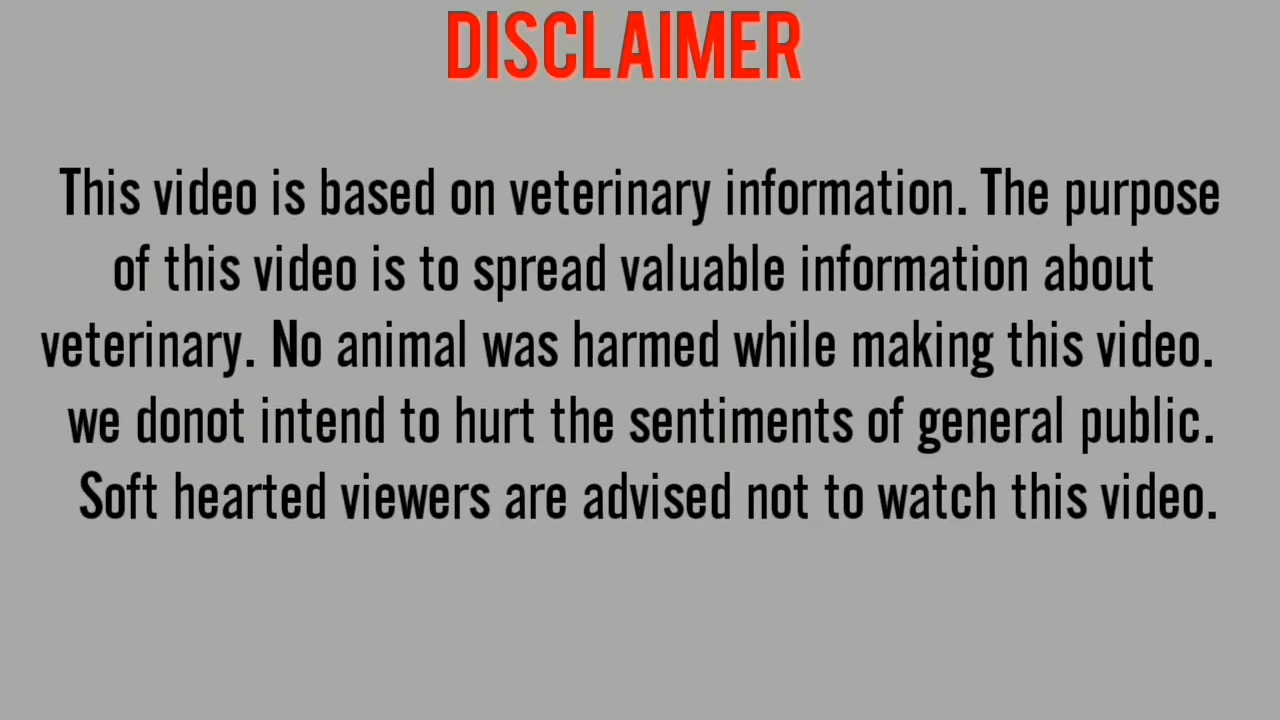 DISCLAIMER
This video is based on veterinary information. The purpose
of this video is to spread valuable information about
veterinary. No animal was harmed while making this video.
we donot intend to hurt the sentiments of general public.
Soft hearted viewers are advised not to watch this video.